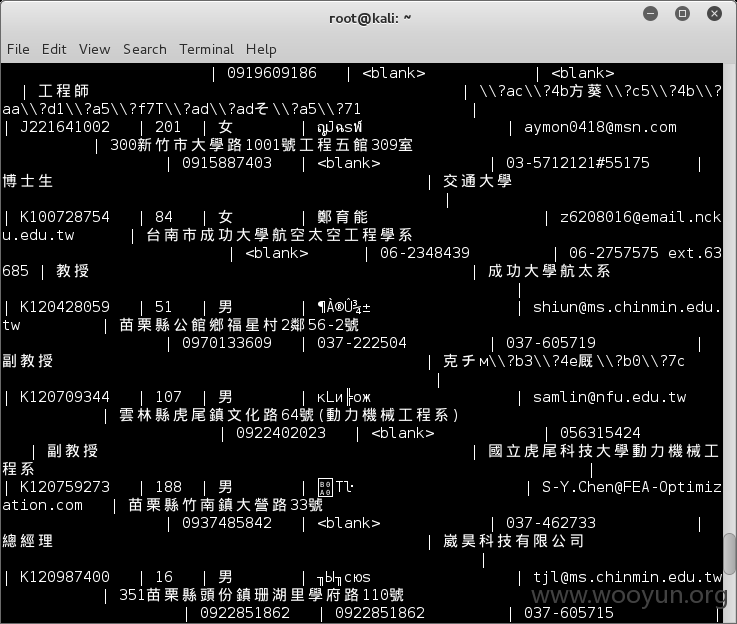 root@kali: ~
File Edit View Search Terminal Help
| 0919609186 | <blank> | <blank>
| 工程師 | \\?ac\\?4b方葵\\?c5\\?4b\\?
aa\\?d1\\?a5\\?f7T\\?ad\\?adそ\\?a5\\?71 |
| J221641002 | 201 | 女 | | aymon0418@msn.com
| 300新竹市大學路1001號工程五館309室
| 0915887403 | <blank> | 03-5712121#55175 |
博士生 | 交通大學
|
| K100728754 | 84 | 女 | 鄭育能 | z6208016@email.nck
u.edu.tw | 台南市成功大學航空太空工程學系
| <blank> | 06-2348439 | 06-2757575 ext.63
685 | 教授 | 成功大學航太系
|
| K120428059 | 51 | 男 | ¶À®Û¾± | shiun@ms.chinmin.edu.
tw | 苗栗縣公館鄉福星村2鄰56-2號
| 0970133609 | 037-222504 | 037-605719 |
副教授 | 克チм\\?b3\\?4e厩\\?b0\\?7c
|
| K120709344 | 107 | 男 | кLи╠ож | samlin@nfu.edu.tw
| 雲林縣虎尾鎮文化路64號(動力機械工程系)
| 0922402023 | <blank> | 056315424
| 副教授 | 國立虎尾科技大學動力機械工
程系 |
| K120759273 | 188 | 男 | | S-Y.Chen@FEA-Optimiz
ation.com | 苗栗縣竹南鎮大營路33號
| 0937485842 | <blank> | 037-462733 |
總經理 | 崴昊科技有限公司
|
| K120987400 | 16 | 男 | ╖Ы╖сюѕ | tjl@ms.chinmin.edu.tw
| 351苗栗縣頭份鎮珊湖里學府路110號
| 0922851862 | 0922851862 | 037-605715 |
www.wooyun.org